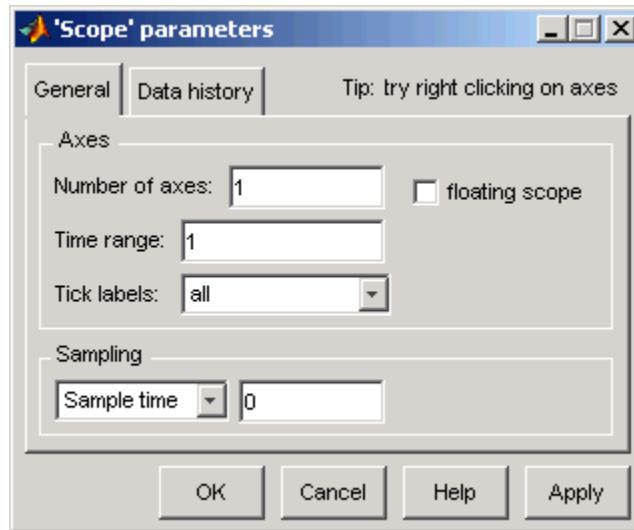 'Scope' parameters
General Data history Tip: try right clicking on axes
Axes
Number of axes: 1 floating scope
Time range: 1
Tick labels: all
Sampling
Sample time 0
OK Cancel Help Apply